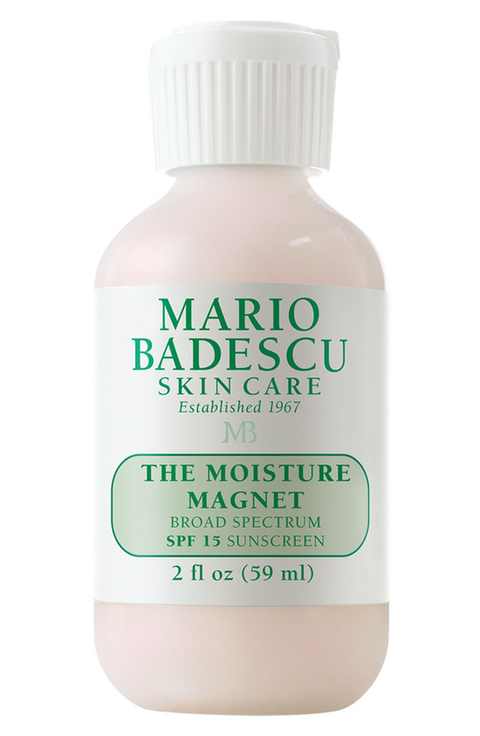 MARIO
BADESCU
SKIN CARE
Established 1967
MB
THE MOISTURE
MAGNET
BROAD SPECTRUM
SPF 15 SUNSCREEN
2 fl oz (59 ml)